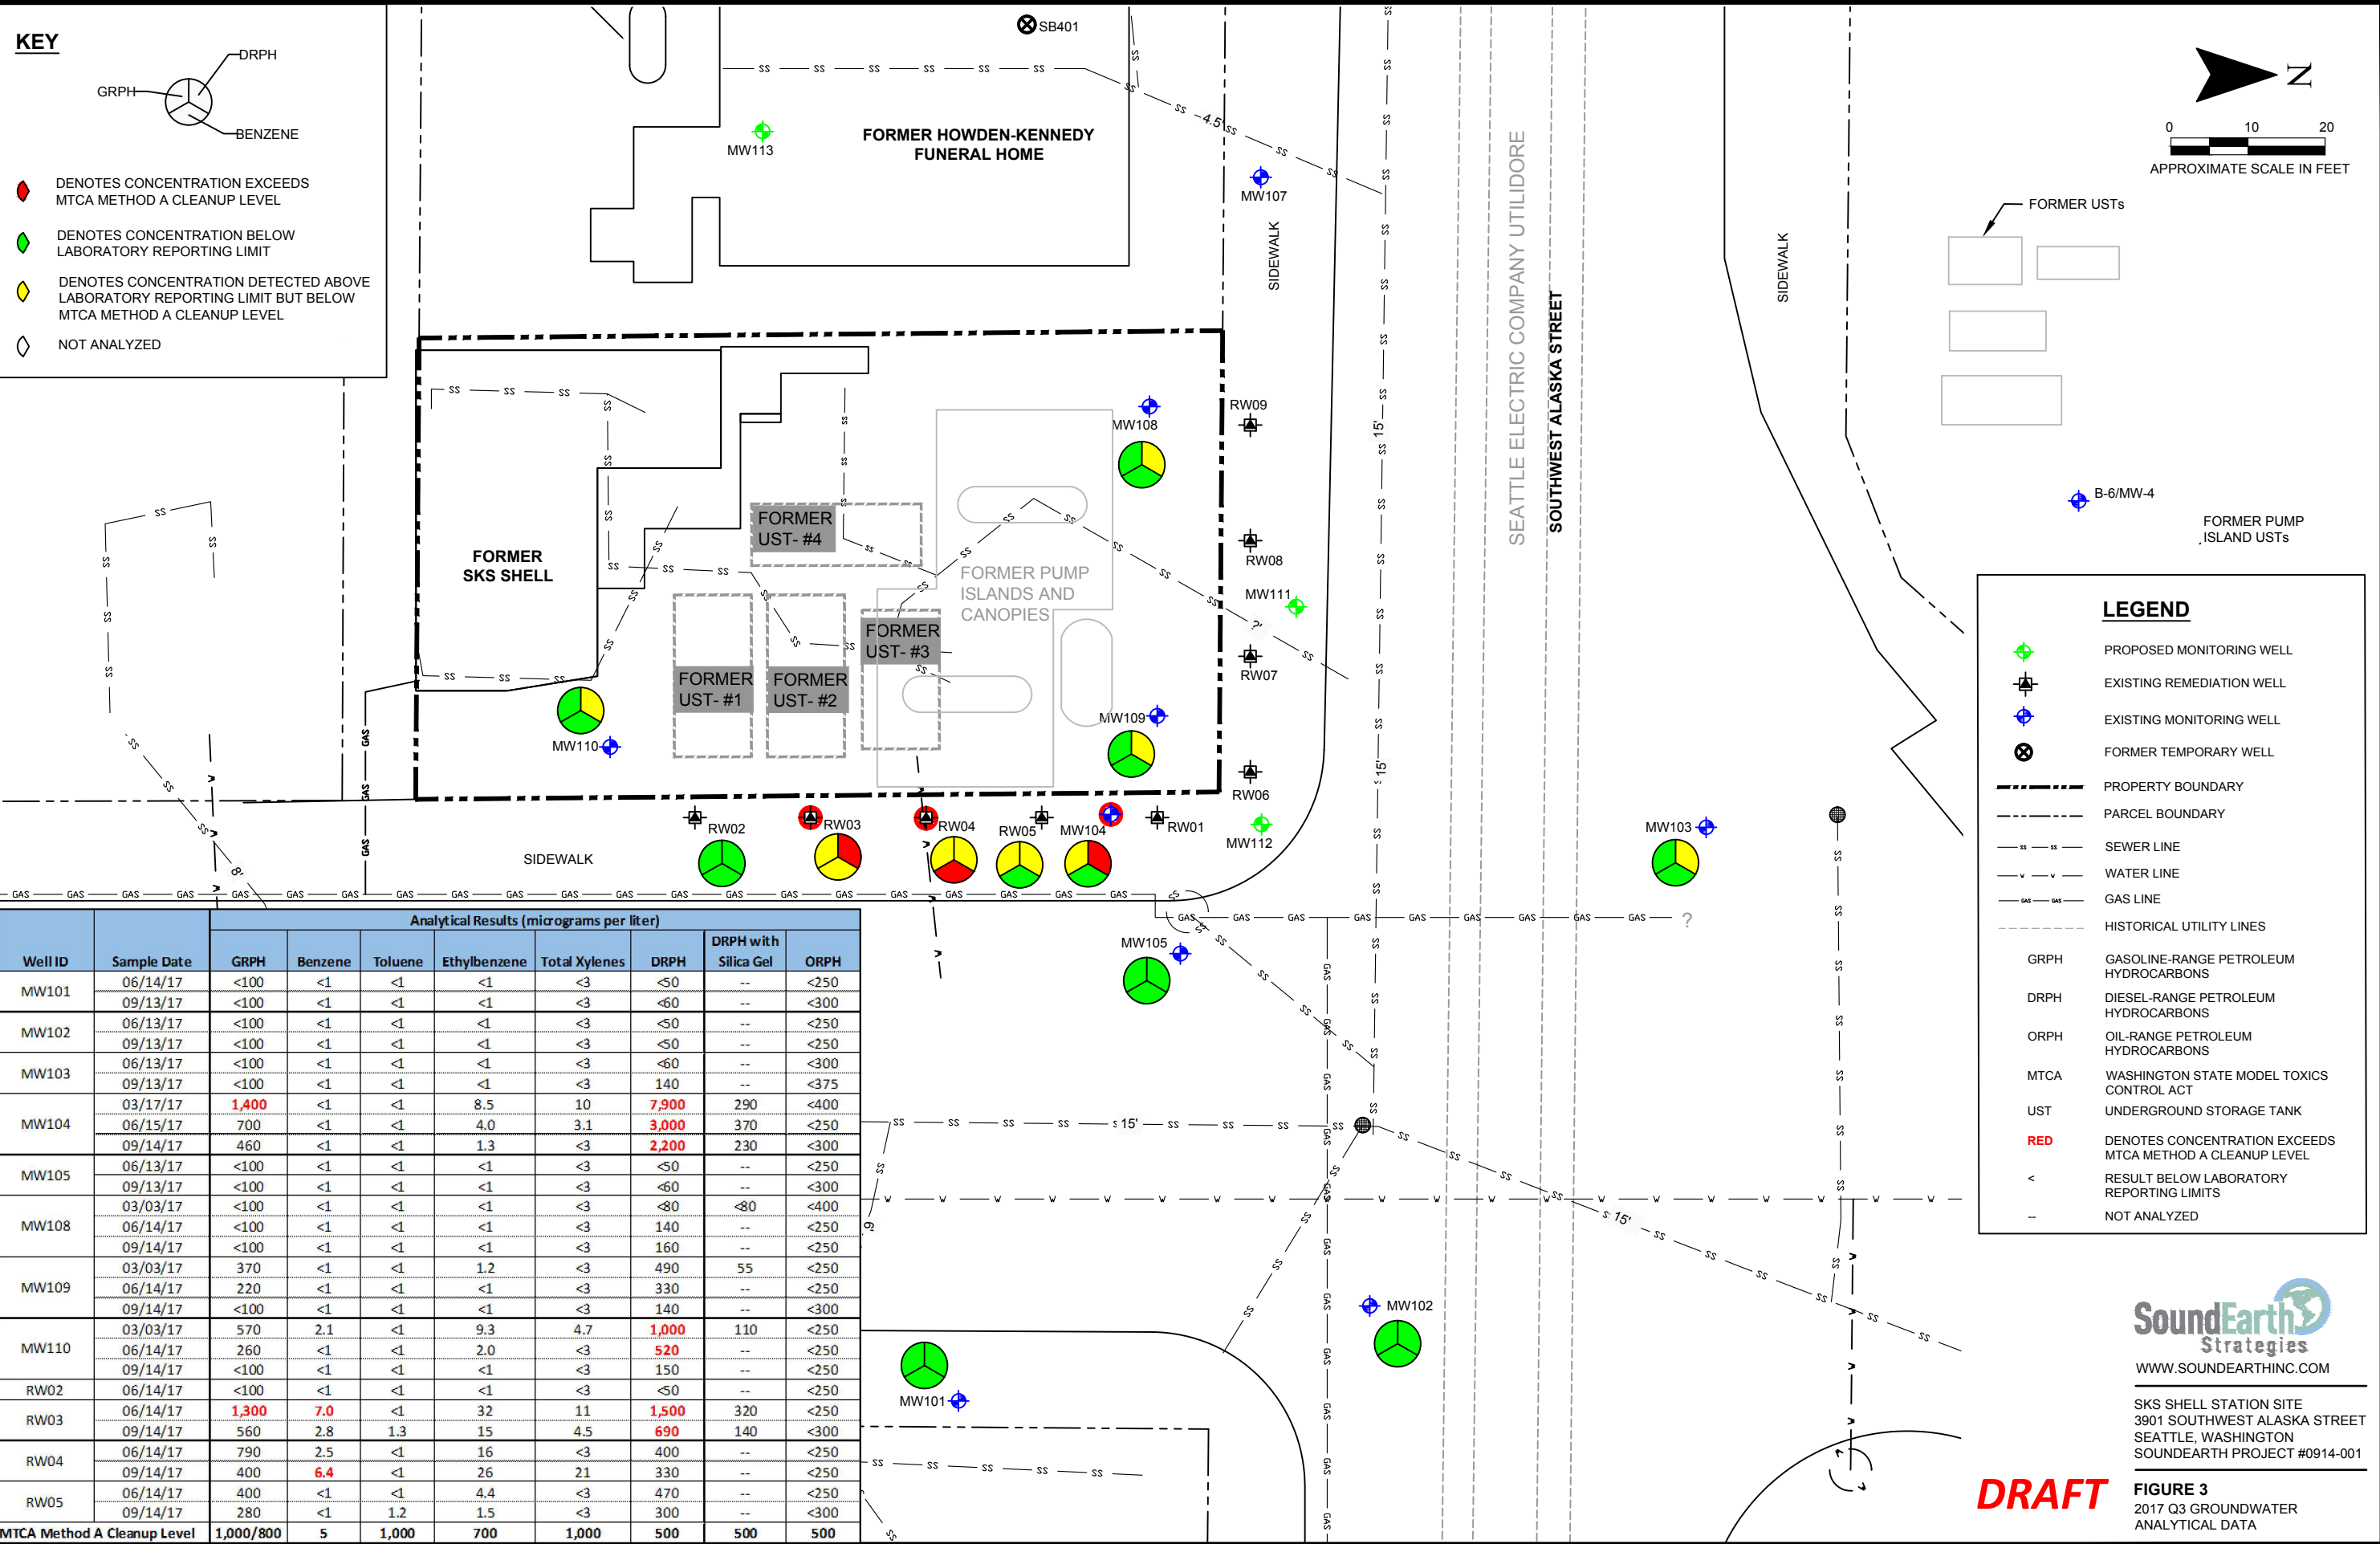 KEY
DRPH
GRPH
BENZENE
DENOTES CONCENTRATION EXCEEDS
MTCA METHOD A CLEANUP LEVEL
DENOTES CONCENTRATION BELOW
LABORATORY REPORTING LIMIT
DENOTES CONCENTRATION DETECTED ABOVE
LABORATORY REPORTING LIMIT BUT BELOW
MTCA METHOD A CLEANUP LEVEL
NOT ANALYZED
SB401
MW113
FORMER HOWDEN-KENNEDY
FUNERAL HOME
4.5'
MW107
SIDEWALK
SEATTLE ELECTRIC COMPANY UTILIDORE
SOUTHWEST ALASKA STREET
SIDEWALK
N
0 10 20
APPROXIMATE SCALE IN FEET
FORMER USTs
B-6/MW-4
FORMER PUMP
ISLAND USTs
RW09
MW108
15'
FORMER
SKS SHELL
FORMER
UST- #4
RW08
FORMER PUMP
ISLANDS AND
CANOPIES
MW111
?'
FORMER
UST- #3
RW07
FORMER
UST- #1
FORMER
UST- #2
MW109
MW110
15'
RW06
RW02
RW03
RW04
RW05
MW104
RW01
MW112
MW103
SIDEWALK
8'
GAS
SS
?
MW105
15'
6'
15'
MW102
MW101
LEGEND
PROPOSED MONITORING WELL
EXISTING REMEDIATION WELL
EXISTING MONITORING WELL
FORMER TEMPORARY WELL
PROPERTY BOUNDARY
PARCEL BOUNDARY
SS SS SEWER LINE
W W WATER LINE
GAS GAS GAS LINE
HISTORICAL UTILITY LINES
GRPH GASOLINE-RANGE PETROLEUM
HYDROCARBONS
DRPH DIESEL-RANGE PETROLEUM
HYDROCARBONS
ORPH OIL-RANGE PETROLEUM
HYDROCARBONS
MTCA WASHINGTON STATE MODEL TOXICS
CONTROL ACT
UST UNDERGROUND STORAGE TANK
RED DENOTES CONCENTRATION EXCEEDS
MTCA METHOD A CLEANUP LEVEL
< RESULT BELOW LABORATORY
REPORTING LIMITS
-- NOT ANALYZED
Analytical Results (micrograms per liter)
Well ID Sample Date GRPH Benzene Toluene Ethylbenzene Total Xylenes DRPH DRPH with Silica Gel ORPH
MW101 06/14/17 <100 <1 <1 <1 <3 <50 -- <250
09/13/17 <100 <1 <1 <1 <3 <60 -- <300
MW102 06/13/17 <100 <1 <1 <1 <3 <50 -- <250
09/13/17 <100 <1 <1 <1 <3 <50 -- <250
MW103 06/13/17 <100 <1 <1 <1 <3 <60 -- <300
09/13/17 <100 <1 <1 <1 <3 140 -- <375
MW104 03/17/17 1,400 <1 <1 8.5 10 7,900 290 <400
06/15/17 700 <1 <1 4.0 3.1 3,000 370 <250
09/14/17 460 <1 <1 1.3 <3 2,200 230 <300
MW105 06/13/17 <100 <1 <1 <1 <3 <50 -- <250
09/13/17 <100 <1 <1 <1 <3 <60 -- <300
MW108 03/03/17 <100 <1 <1 <1 <3 <80 <80 <400
06/14/17 <100 <1 <1 <1 <3 140 -- <250
09/14/17 <100 <1 <1 <1 <3 160 -- <250
MW109 03/03/17 370 <1 <1 1.2 <3 490 55 <250
06/14/17 220 <1 <1 <1 <3 330 -- <250
09/14/17 <100 <1 <1 <1 <3 140 -- <300
MW110 03/03/17 570 2.1 <1 9.3 4.7 1,000 110 <250
06/14/17 260 <1 <1 2.0 <3 520 -- <250
09/14/17 <100 <1 <1 <1 <3 150 -- <250
RW02 06/14/17 <100 <1 <1 <1 <3 <50 -- <250
RW03 06/14/17 1,300 7.0 <1 32 11 1,500 320 <250
09/14/17 560 2.8 1.3 15 4.5 690 140 <300
RW04 06/14/17 790 2.5 <1 16 <3 400 -- <250
09/14/17 400 6.4 <1 26 21 330 -- <250
RW05 06/14/17 400 <1 <1 4.4 <3 470 -- <250
09/14/17 280 <1 1.2 1.5 <3 300 -- <300
MTCA Method A Cleanup Level 1,000/800 5 1,000 700 1,000 500 500 500
SoundEarth
Strategies
WWW.SOUNDEARTHINC.COM
SKS SHELL STATION SITE
3901 SOUTHWEST ALASKA STREET
SEATTLE, WASHINGTON
SOUNDEARTH PROJECT #0914-001
DRAFT
FIGURE 3
2017 Q3 GROUNDWATER
ANALYTICAL DATA